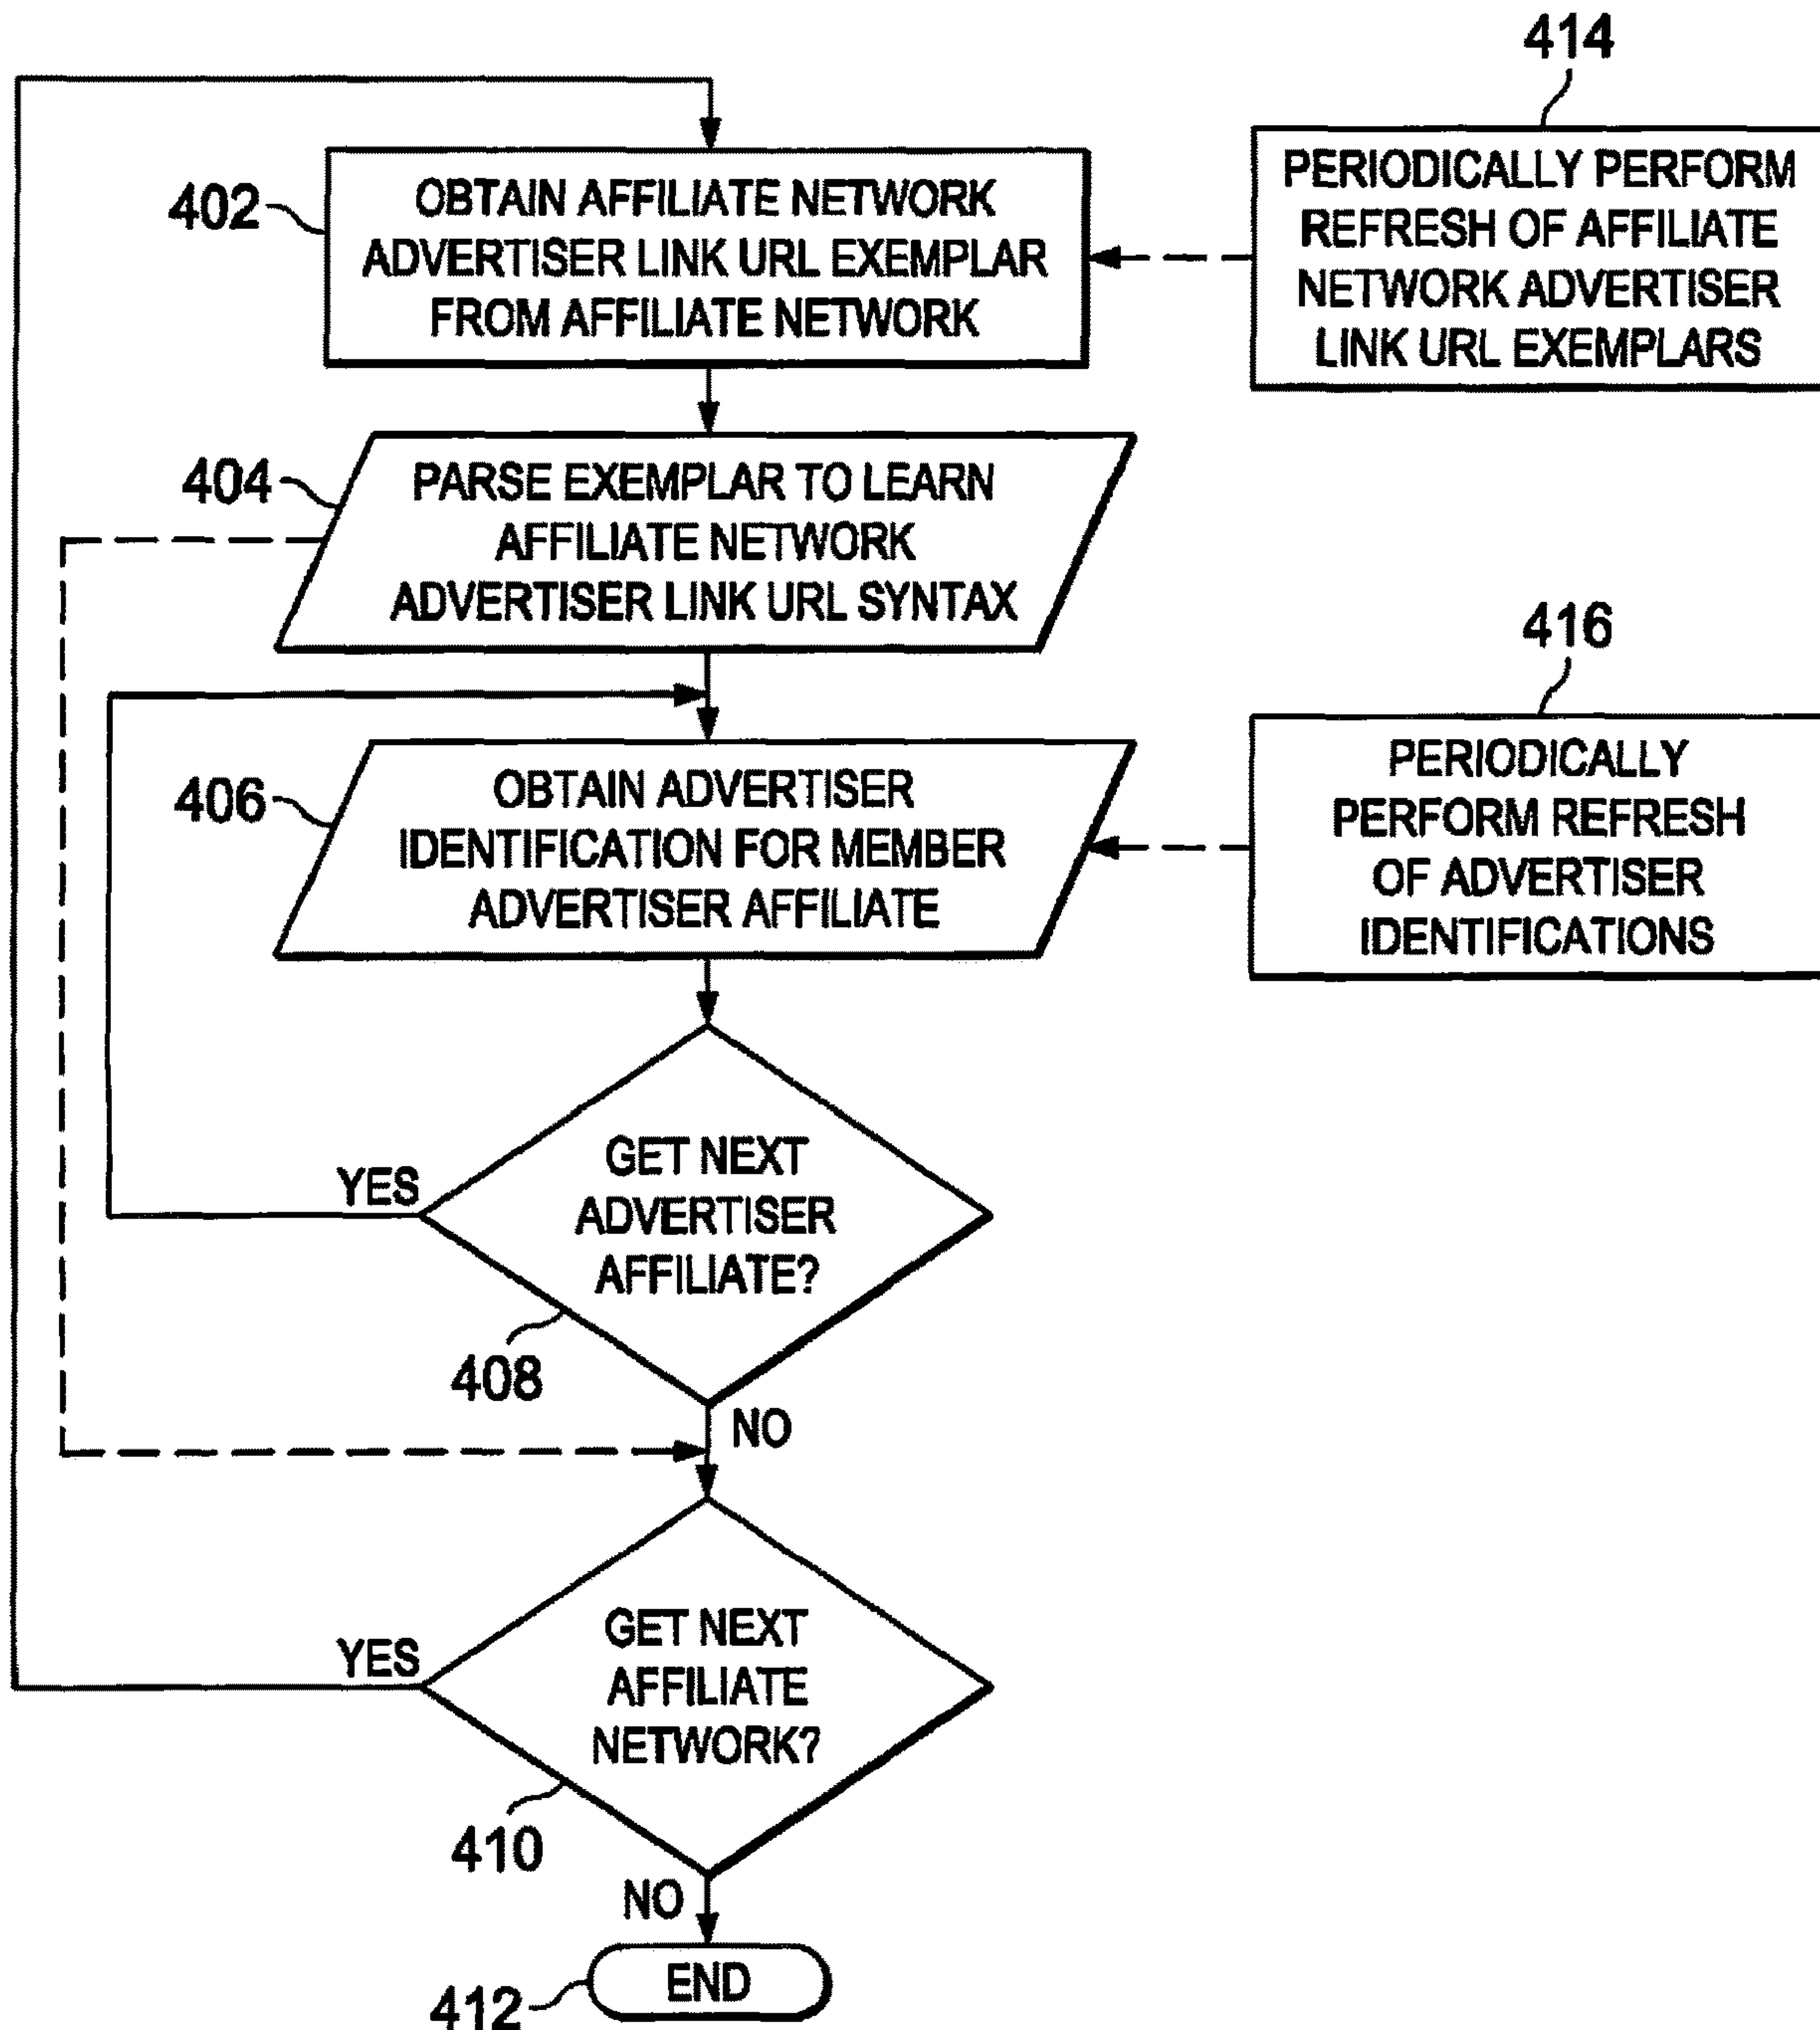 414
402
OBTAIN AFFILIATE NETWORK
ADVERTISER LINK URL EXEMPLAR
FROM AFFILIATE NETWORK
PERIODICALLY PERFORM
REFRESH OF AFFILIATE
NETWORK ADVERTISER
LINK URL EXEMPLARS
404
PARSE EXEMPLAR TO LEARN
AFFILIATE NETWORK
ADVERTISER LINK URL SYNTAX
416
406
OBTAIN ADVERTISER
IDENTIFICATION FOR MEMBER
ADVERTISER AFFILIATE
PERIODICALLY
PERFORM REFRESH
OF ADVERTISER
IDENTIFICATIONS
YES
GET NEXT
ADVERTISER
AFFILIATE?
408
NO
YES
GET NEXT
AFFILIATE
NETWORK?
410
NO
END
412